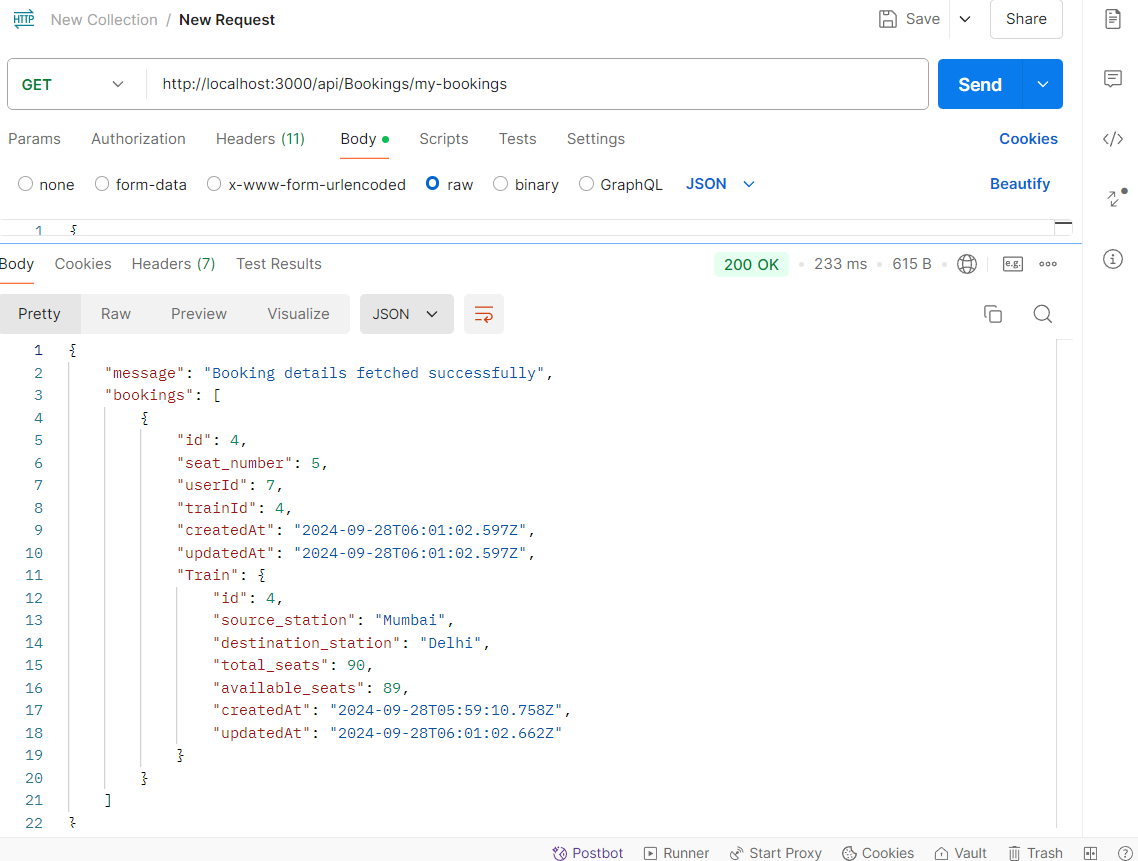 HTTP New Collection / New Request Save Share
GET http://localhost:3000/api/Bookings/my-bookings Send
Params Authorization Headers (11) Body Scripts Tests Settings Cookies
none form-data x-www-form-urlencoded raw binary GraphQL JSON Beautify
1 {
Body Cookies Headers (7) Test Results 200 OK 233 ms 615 B e.g.
Pretty Raw Preview Visualize JSON
1 {
2 "message": "Booking details fetched successfully",
3 "bookings": [
4 {
5 "id": 4,
6 "seat_number": 5,
7 "userId": 7,
8 "trainId": 4,
9 "createdAt": "2024-09-28T06:01:02.597Z",
10 "updatedAt": "2024-09-28T06:01:02.597Z",
11 "Train": {
12 "id": 4,
13 "source_station": "Mumbai",
14 "destination_station": "Delhi",
15 "total_seats": 90,
16 "available_seats": 89,
17 "createdAt": "2024-09-28T05:59:10.758Z",
18 "updatedAt": "2024-09-28T06:01:02.662Z"
19 }
20 }
21 ]
22 }
Postbot Runner Start Proxy Cookies Vault Trash